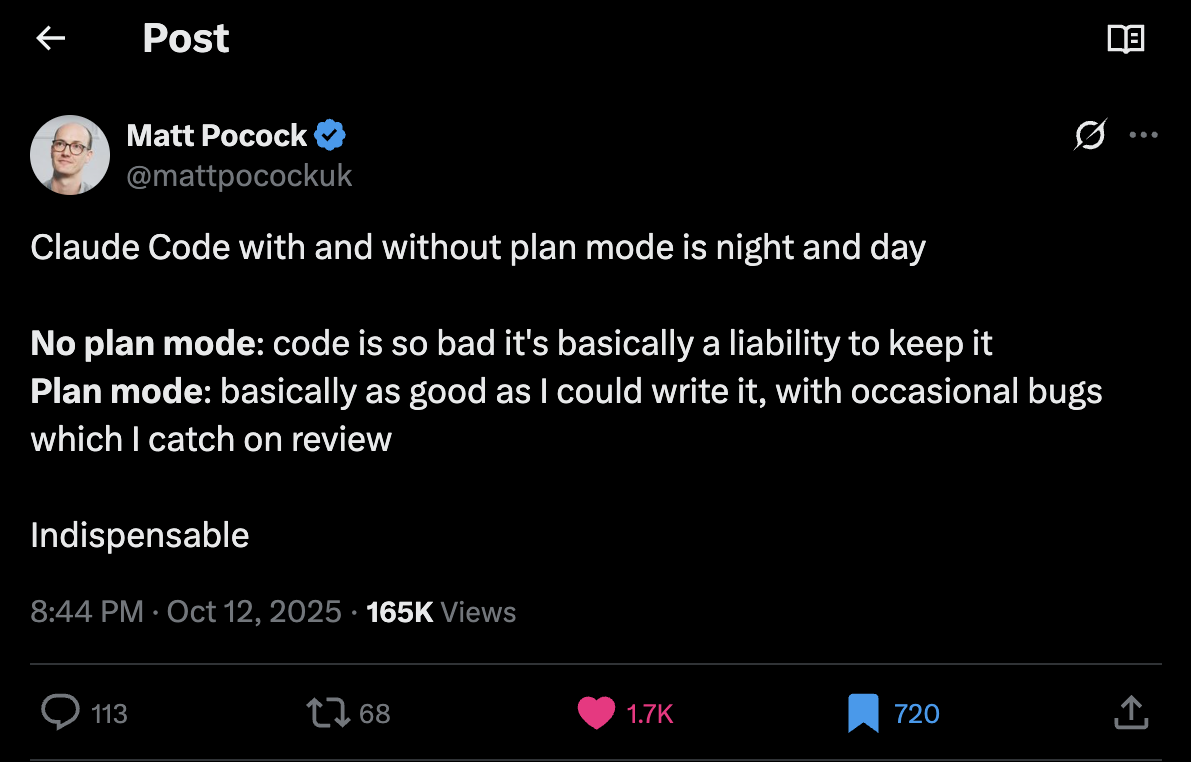 Post
Matt Pocock
@mattpocockuk
Claude Code with and without plan mode is night and day
No plan mode: code is so bad it's basically a liability to keep it
Plan mode: basically as good as I could write it, with occasional bugs
which I catch on review
Indispensable
8:44 PM · Oct 12, 2025 · 165K Views
113 68 1.7K 720